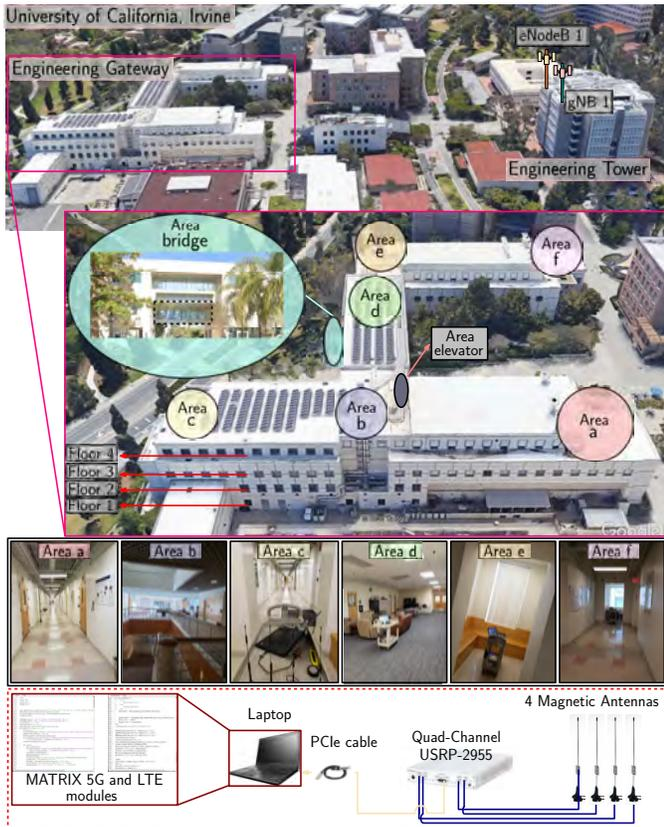 University of California, Irvine
eNodeB 1
Engineering Gateway
gNB 1
Engineering Tower
Area
bridge
Area
e
Area
f
Area
d
Area
elevator
Area
c
Area
b
Area
a
Floor 4
Floor 3
Floor 2
Floor 1
Google
Area a
Area b
Area c
Area d
Area e
Area f
4 Magnetic Antennas
Laptop
PCIe cable
Quad-Channel
USRP-2955
MATRIX 5G and LTE
modules